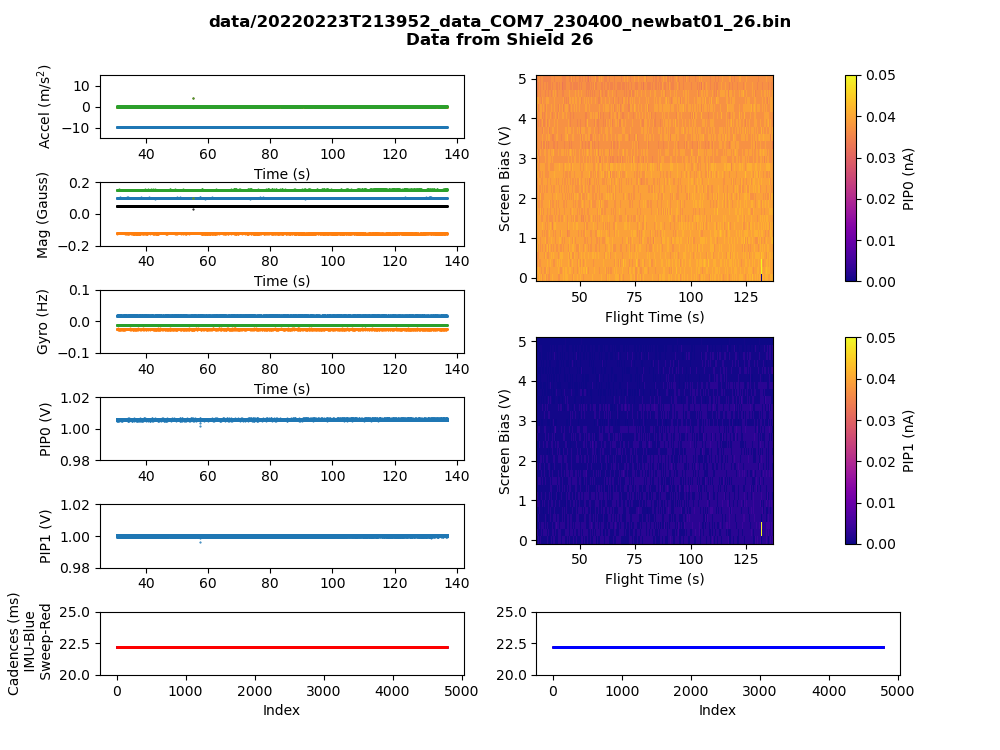 data/20220223T213952_data_COM7_230400_newbat01_26.bin
Data from Shield 26
Accel (m/s²)
10
0
−10
40 60 80 100 120 140
Time (s)
Mag (Gauss)
0.2
0.0
−0.2
40 60 80 100 120 140
Time (s)
Gyro (Hz)
0.1
0.0
−0.1
40 60 80 100 120 140
Time (s)
PIP0 (V)
1.02
1.00
0.98
40 60 80 100 120 140
PIP1 (V)
1.02
1.00
0.98
40 60 80 100 120 140
Cadences (ms)
IMU-Blue
Sweep-Red
25.0
22.5
20.0
0 1000 2000 3000 4000 5000
Index
Screen Bias (V)
5
4
3
2
1
0
50 75 100 125
Flight Time (s)
0.05
0.04
0.03
0.02
0.01
0.00
PIP0 (nA)
Screen Bias (V)
5
4
3
2
1
0
50 75 100 125
Flight Time (s)
0.05
0.04
0.03
0.02
0.01
0.00
PIP1 (nA)
25.0
22.5
20.0
0 1000 2000 3000 4000 5000
Index